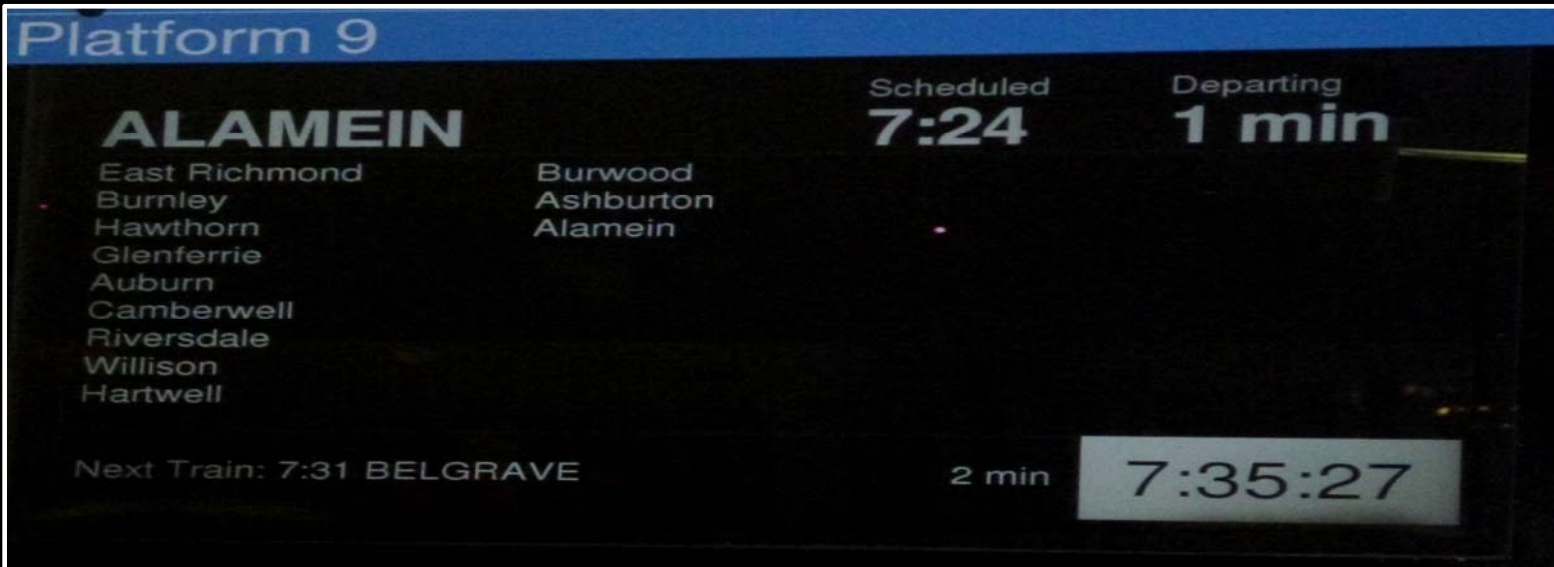 Platform 9
Scheduled Departing
ALAMEIN 7:24 1 min
East Richmond Burwood
Burnley Ashburton
Hawthorn Alamein
Glenferrie
Auburn
Camberwell
Riversdale
Willison
Hartwell
Next Train: 7:31 BELGRAVE 2 min 7:35:27